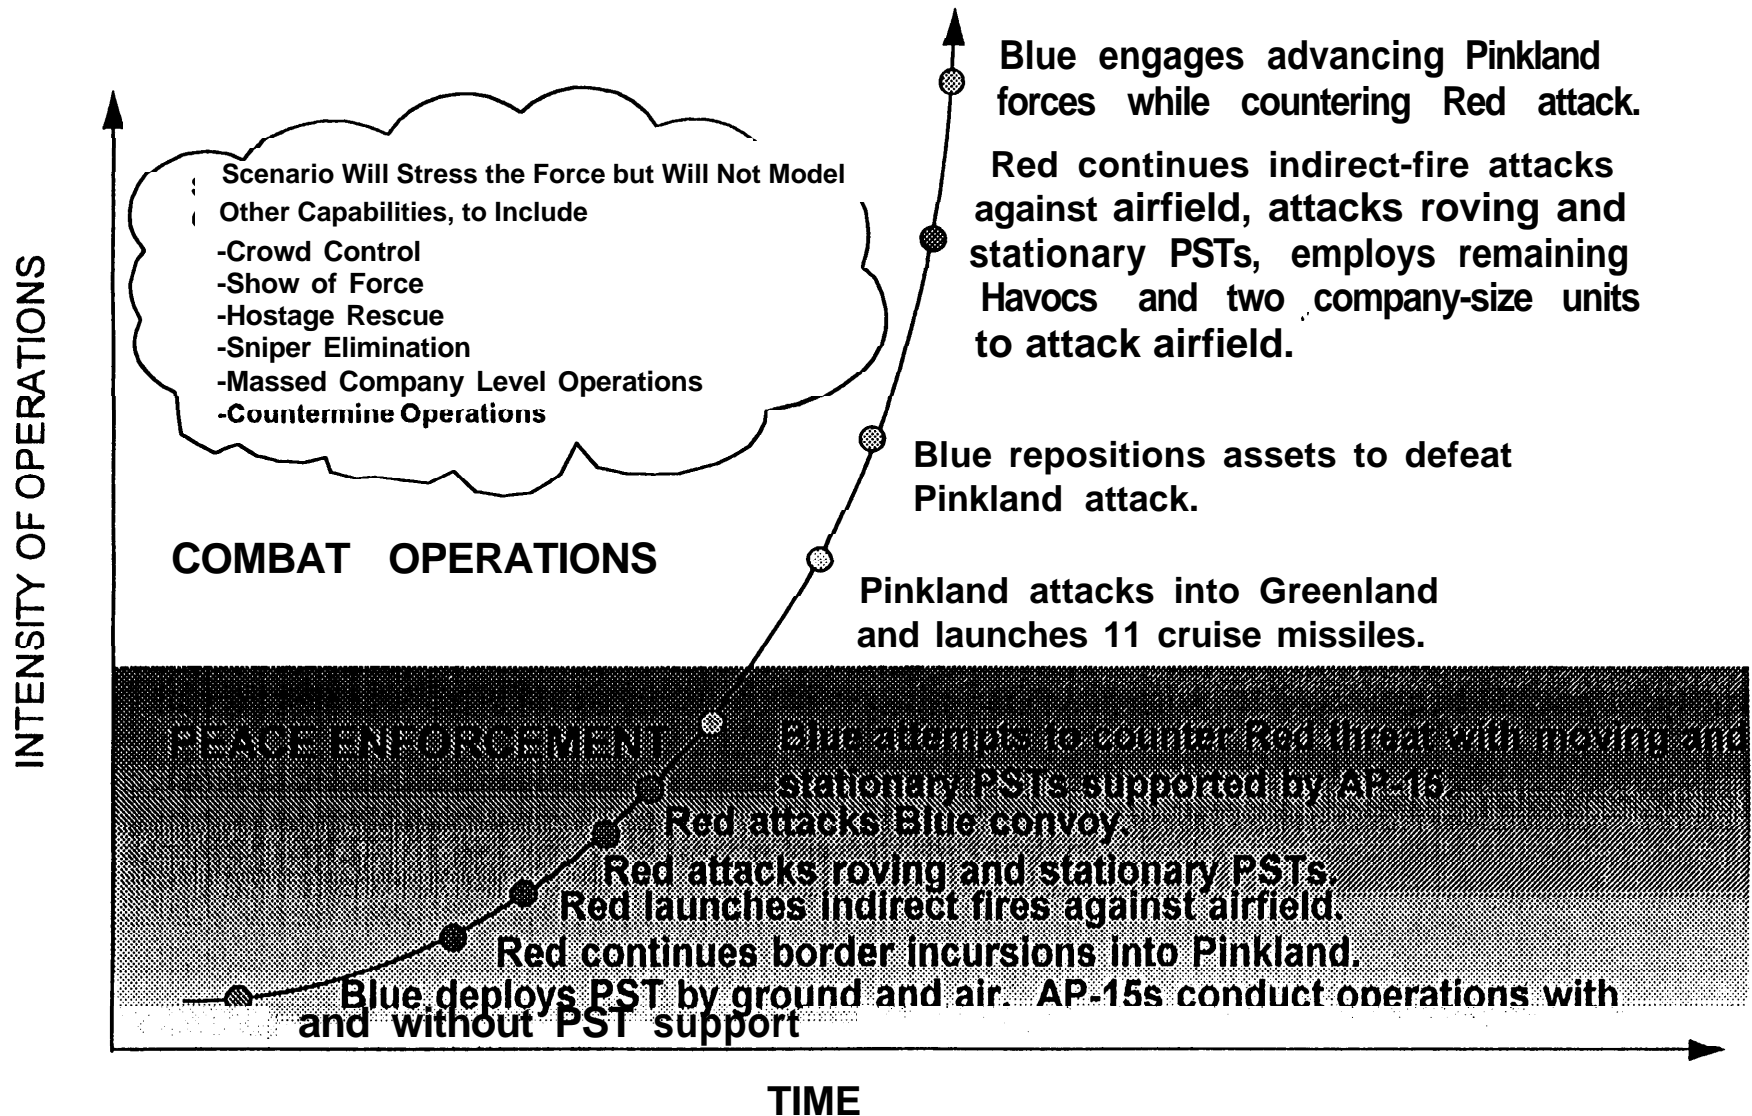 INTENSITY OF OPERATIONS
Scenario Will Stress the Force but Will Not Model
Other Capabilities, to Include
-Crowd Control
-Show of Force
-Hostage Rescue
-Sniper Elimination
-Massed Company Level Operations
-Countermine Operations
COMBAT OPERATIONS
Blue engages advancing Pinkland
forces while countering Red attack.
Red continues indirect-fire attacks
against airfield, attacks roving and
stationary PSTs, employs remaining
Havocs and two company-size units
to attack airfield.
Blue repositions assets to defeat
Pinkland attack.
Pinkland attacks into Greenland
and launches 11 cruise missiles.
PEACE ENFORCEMENT
Blue attempts to counter Red threat with moving and
stationary PSTs supported by AP-15.
Red attacks Blue convoy.
Red attacks roving and stationary PSTs.
Red launches indirect fires against airfield.
Red continues border incursions into Pinkland.
Blue deploys PST by ground and air. AP-15s conduct operations with
and without PST support
TIME